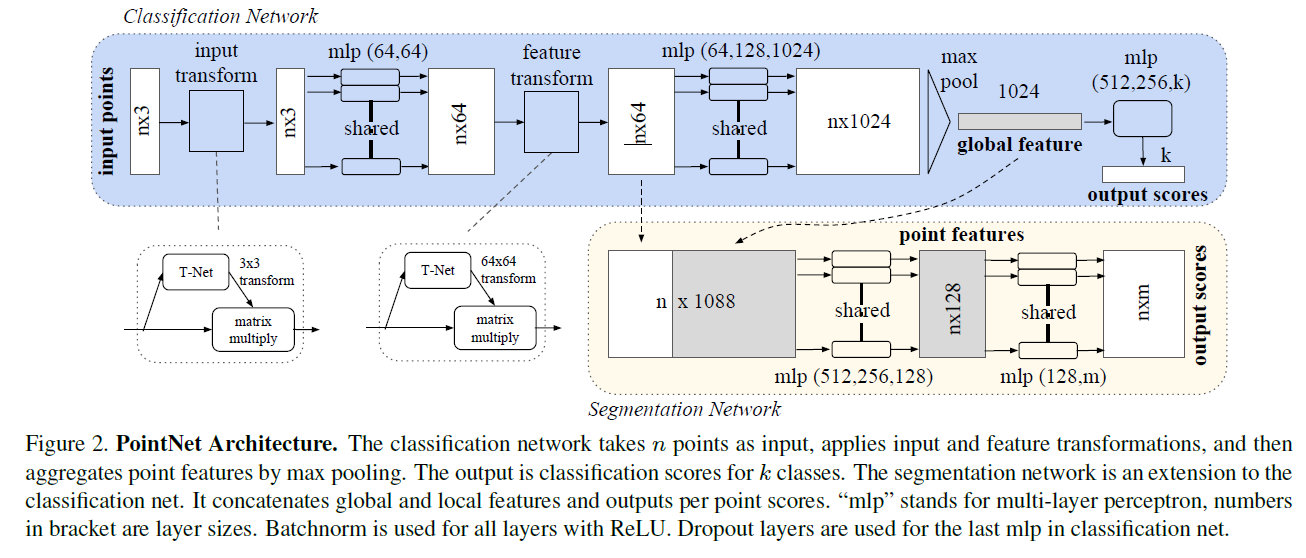 Classification Network
input points
nx3
input
transform
nx3
mlp (64,64)
shared
nx64
feature
transform
nx64
mlp (64,128,1024)
shared
nx1024
max
pool
1024
global feature
mlp
(512,256,k)
k
output scores
T-Net
3x3
transform
matrix
multiply
T-Net
64x64
transform
matrix
multiply
point features
n x 1088
shared
mlp (512,256,128)
nx128
shared
mlp (128,m)
nxm
output scores
Segmentation Network
Figure 2. PointNet Architecture. The classification network takes n points as input, applies input and feature transformations, and then
aggregates point features by max pooling. The output is classification scores for k classes. The segmentation network is an extension to the
classification net. It concatenates global and local features and outputs per point scores. “mlp” stands for multi-layer perceptron, numbers
in bracket are layer sizes. Batchnorm is used for all layers with ReLU. Dropout layers are used for the last mlp in classification net.